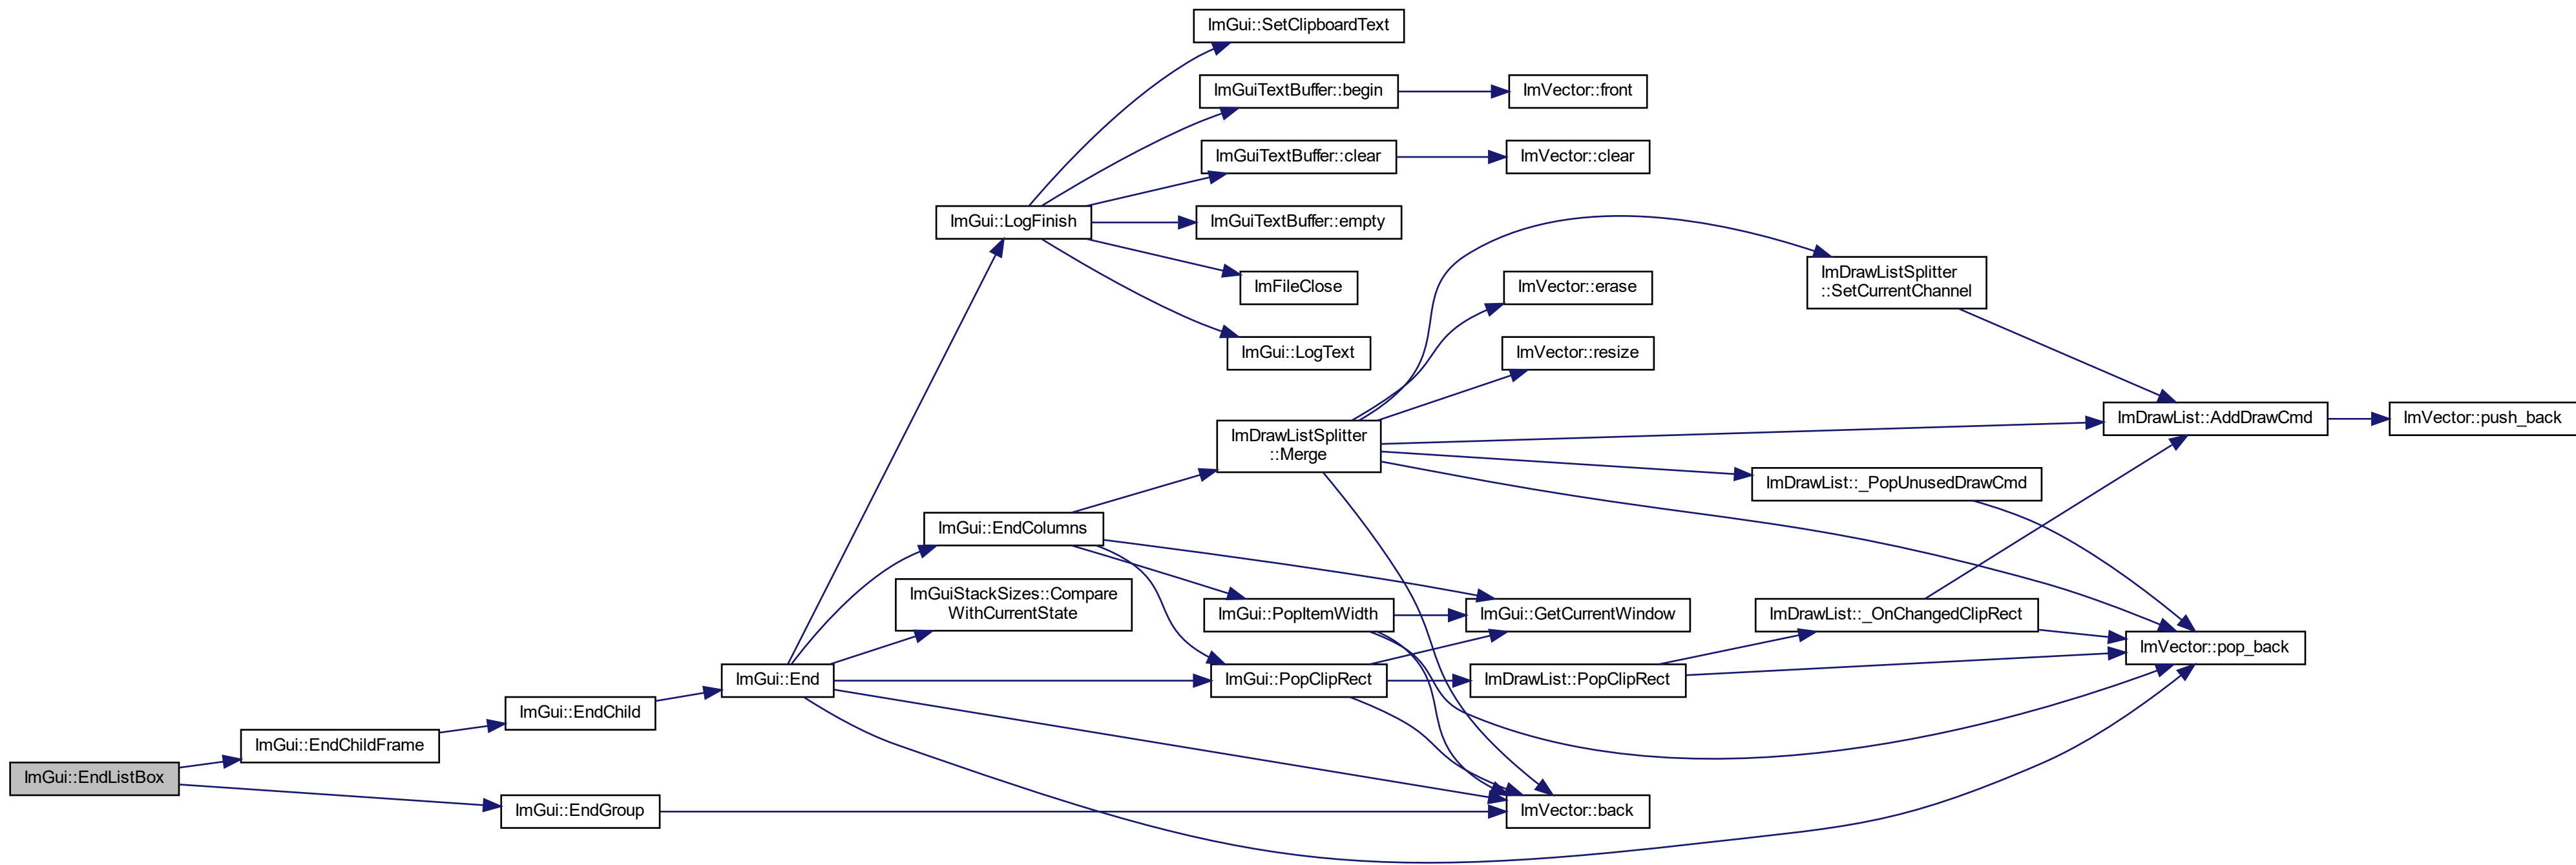 ImGui::SetClipboardText
ImGuiTextBuffer::begin
ImVector::front
ImGuiTextBuffer::clear
ImVector::clear
ImGui::LogFinish
ImGuiTextBuffer::empty
ImFileClose
ImGui::LogText
ImDrawListSplitter
::SetCurrentChannel
ImVector::erase
ImVector::resize
ImDrawListSplitter
::Merge
ImDrawList::AddDrawCmd
ImVector::push_back
ImDrawList::_PopUnusedDrawCmd
ImGui::EndColumns
ImGuiStackSizes::Compare
WithCurrentState
ImGui::PopItemWidth
ImGui::GetCurrentWindow
ImDrawList::_OnChangedClipRect
ImVector::pop_back
ImGui::End
ImGui::PopClipRect
ImDrawList::PopClipRect
ImGui::EndChild
ImGui::EndChildFrame
ImGui::EndListBox
ImGui::EndGroup
ImVector::back